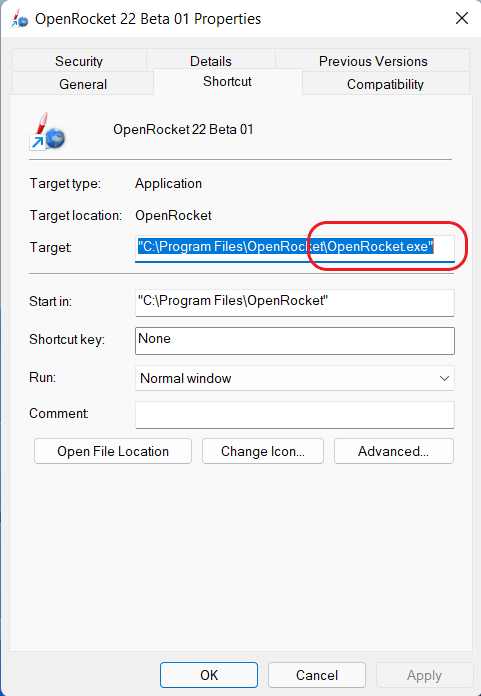 OpenRocket 22 Beta 01 Properties
Security Details Previous Versions
General Shortcut Compatibility
OpenRocket 22 Beta 01
Target type: Application
Target location: OpenRocket
Target: "C:\Program Files\OpenRocket\OpenRocket.exe"
Start in: "C:\Program Files\OpenRocket"
Shortcut key: None
Run: Normal window
Comment:
Open File Location Change Icon... Advanced...
OK Cancel Apply